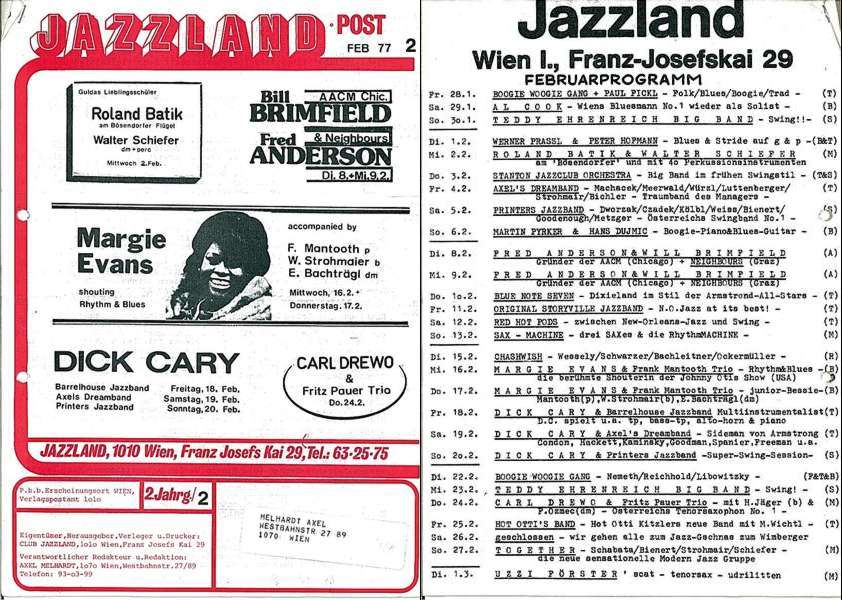 JAZZLAND POST
FEB 77 2
Guldas Lieblingsschüler
Roland Batik
am Bösendorfer Flügel
Walter Schiefer
dm + perc
Mittwoch 2.Feb.
Bill AACM Chic.
BRIMFIELD
Fred & Neighbours
ANDERSON
Di. 8.+Mi.9.2.
Margie
Evans
shouting
Rhythm & Blues
accompanied by
F. Mantooth p
W. Strohmaier b
E. Bachträgl dm
Mittwoch, 16.2.+
Donnerstag.17.2.
DICK CARY
Barrelhouse Jazzband Freitag,18. Feb.
Axels Dreamband Samstag,19. Feb.
Printers Jazzband Sonntag,20. Feb.
CARL DREWO
&
Fritz Pauer Trio
Do.24.2.
JAZZLAND, 1010 Wien, Franz Josefs Kai 29,Tel.: 63-25-75
P.b.b.Erscheinungsort WIEN,
Verlagspostamt lolo
2.Jahrg./2
Eigentümer,Herausgeber,Verleger u.Drucker:
CLUB JAZZLAND,lolo Wien,Franz Josefs Kai 29
Verantwortlicher Redakteur u.Redaktion:
AXEL MELHARDT,lo7o Wien,Westbahnstr.27/89
Telefon: 93-o3-99
MELHARDT AXEL
WESTBAHNSTR 27 89
1070 WIEN
Jazzland
Wien I., Franz-Josefskai 29
FEBRUARPROGRAMM
Fr. 28.1. BOOGIE WOOGIE GANG + PAUL FICKL - Folk/Blues/Boogie/Trad - (T)
Sa. 29.1. AL COOK - Wiens Bluesmann No.1 wieder als Solist - (B)
So. 3o.1. TEDDY EHRENREICH BIG BAND - Swing!!- (S)
Di. 1.2. WERNER PRASSL & PETER HOFMANN - Blues & Stride auf g & p -(B&T)
Mi. 2.2. ROLAND BATIK & WALTER SCHIEFER (M)
am 'Bösendorfer' und mit 4o Perkussionsinstrumenten
Do. 3.2. STANTON JAZZCLUB ORCHESTRA - Big Band im frühen Swingstil - (T&S)
Fr. 4.2. AXEL'S DREAMBAND - Machacek/Meerwald/Würzl/Luttenberger/ (T)
Strohmair/Bichler - Traumband des Managers -
Sa. 5.2. PRINTERS JAZZBAND - Dworzak/Czadek/Kölbl/Weiss/Bienert/ (S)
Goodenough/Metzger - Österreichs Swingband No.1 -
So. 6.2. MARTIN PYRKER & HANS DUJMIC - Boogie-Piano&Blues-Guitar - (B)
Di. 8.2. FRED ANDERSON&WILL BRIMFIELD (A)
Gründer der AACM (Chicago) + NEIGHBOURS (Graz)
Mi. 9.2. FRED ANDERSON&WILL BRIMFIELD (A)
Gründer der AACM (Chicago) + NEIGHBOURS (Graz)
Do. 1o.2. BLUE NOTE SEVEN - Dixieland im Stil der Armstrond-All-Stars - (T)
Fr. 11.2. ORIGINAL STORYVILLE JAZZBAND - N.O.Jazz at its best! - (T)
Sa. 12.2. RED HOT PODS - zwischen New-Orleans-Jazz und Swing - (T)
So. 13.2. SAX - MACHINE - drei SAXes & die RhythmMACHINE - (M)
Di. 15.2. CHASHWISH - Wessely/Schwarzer/Bachleitner/Ockermüller - (R)
Mi. 16.2. MARGIE EVANS & Frank Mantooth Trio - Rhythm&Blues -(B)
die berühmte Shouterin der Johnny Otis Show (USA)
Do. 17.2. MARGIE EVANS & Frank Mantooth Trio - junior-Bessie-(B)
Mantooth(p),W.Strohmair(b),E.Bachträgl(dm)
Fr. 18.2. DICK CARY & Barrelhouse Jazzband Multiinstrumentalist(T)
D.C. spielt u.a. tp, bass-tp, alto-horn & piano
Sa. 19.2. DICK CARY & Axel's Dreamband - Sideman von Armstrong (T)
Condon, Hackett,Kaminsky,Goodman,Spanier,Freeman u.a.
So. 2o.2. DICK CARY & Printers Jazzband -Super-Swing-Session- (S)
Di. 22.2. BOOGIE WOOGIE GANG - Nemeth/Reichhold/Libowitzky - (F&T&B)
Mi. 23.2. TEDDY EHRENREICH BIG BAND - Swing! - (S)
Do. 24.2. CARL DREWO & Fritz Pauer Trio - mit H.Jäger (b) & (M)
F.Ozmec(dm) - Österreichs Tenorsaxophon No. 1 -
Fr. 25.2. HOT OTTI'S BAND - Hot Otti Kitzlers neue Band mit M.Wichtl - (T)
Sa. 26.2. geschlossen - wir gehen alle zum Jazz-Gschnas zum Wimberger
So. 27.2. TOGETHER - Schabata/Bienert/Strohmair/Schiefer - (M)
die neue sensationelle Modern Jazz Gruppe
Di. 1.3. UZZI FÖRSTER' scat - tenorsax - udrilitten (M)